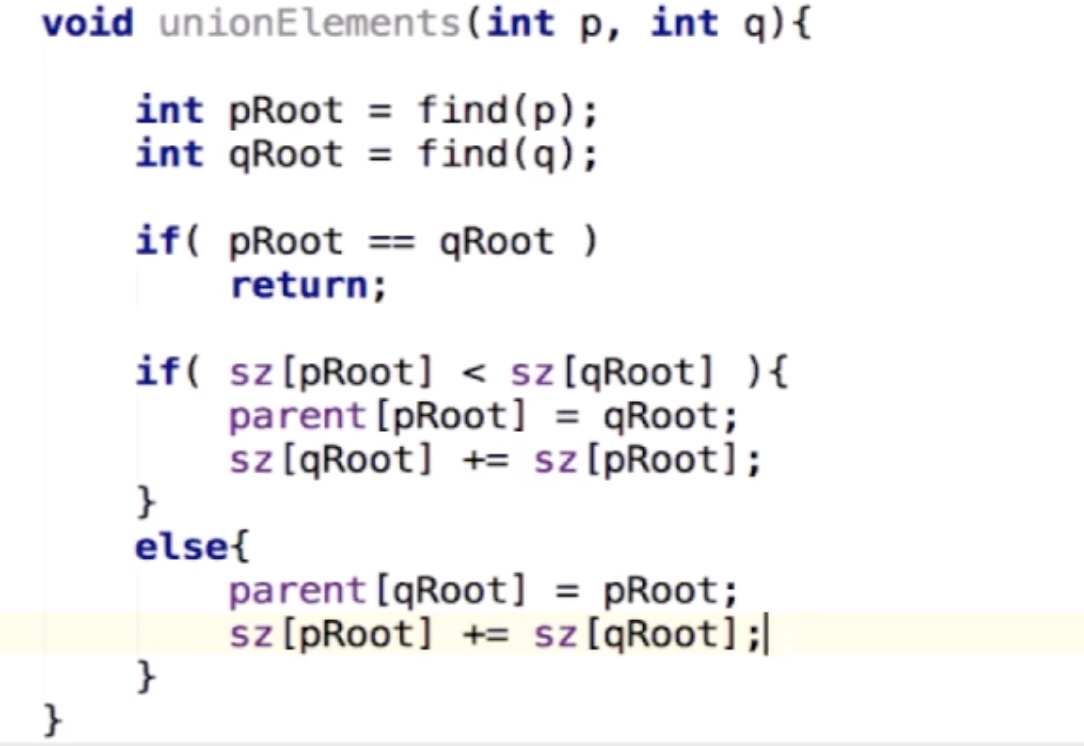 void unionElements(int p, int q){
int pRoot = find(p);
int qRoot = find(q);
if( pRoot == qRoot )
return;
if( sz[pRoot] < sz[qRoot] ){
parent[pRoot] = qRoot;
sz[qRoot] += sz[pRoot];
}
else{
parent[qRoot] = pRoot;
sz[pRoot] += sz[qRoot];
}
}